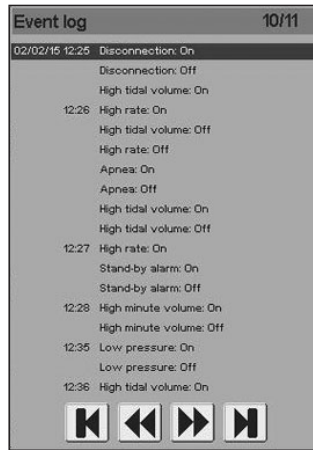 Event log 10/11
02/02/15 12:25 Disconnection: On
Disconnection: Off
High tidal volume: On
12:26 High rate: On
High tidal volume: Off
High rate: Off
Apnea: On
Apnea: Off
High tidal volume: On
High tidal volume: Off
12:27 High rate: On
Stand-by alarm: On
Stand-by alarm: Off
12:28 High minute volume: On
High minute volume: Off
12:35 Low pressure: On
Low pressure: Off
12:36 High tidal volume: On